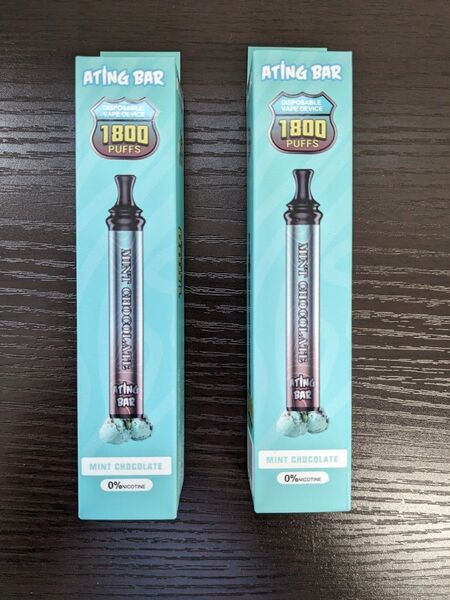 ATING BAR
DISPOSABLE
VAPE DEVICE
1800
PUFFS
MINT CHOCOLATE
ATING
BAR
MINT CHOCOLATE
0%NICOTINE
ATING BAR
DISPOSABLE
VAPE DEVICE
1800
PUFFS
MINT CHOCOLATE
ATING
BAR
MINT CHOCOLATE
0%NICOTINE